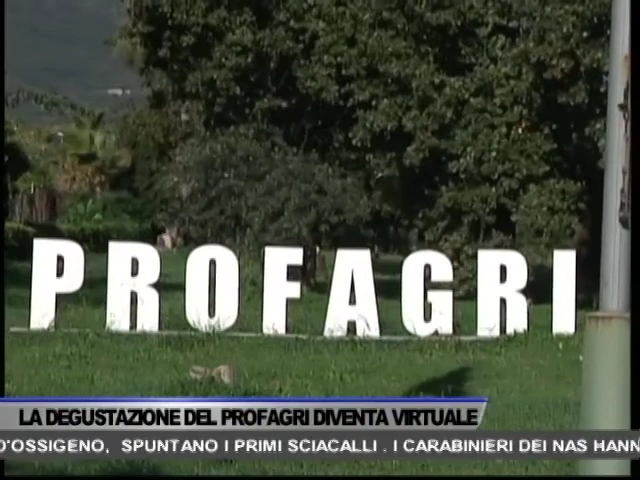 PROFAGRI
LA DEGUSTAZIONE DEL PROFAGRI DIVENTA VIRTUALE
D'OSSIGENO, SPUNTANO I PRIMI SCIACALLI . I CARABINIERI DEI NAS HANN